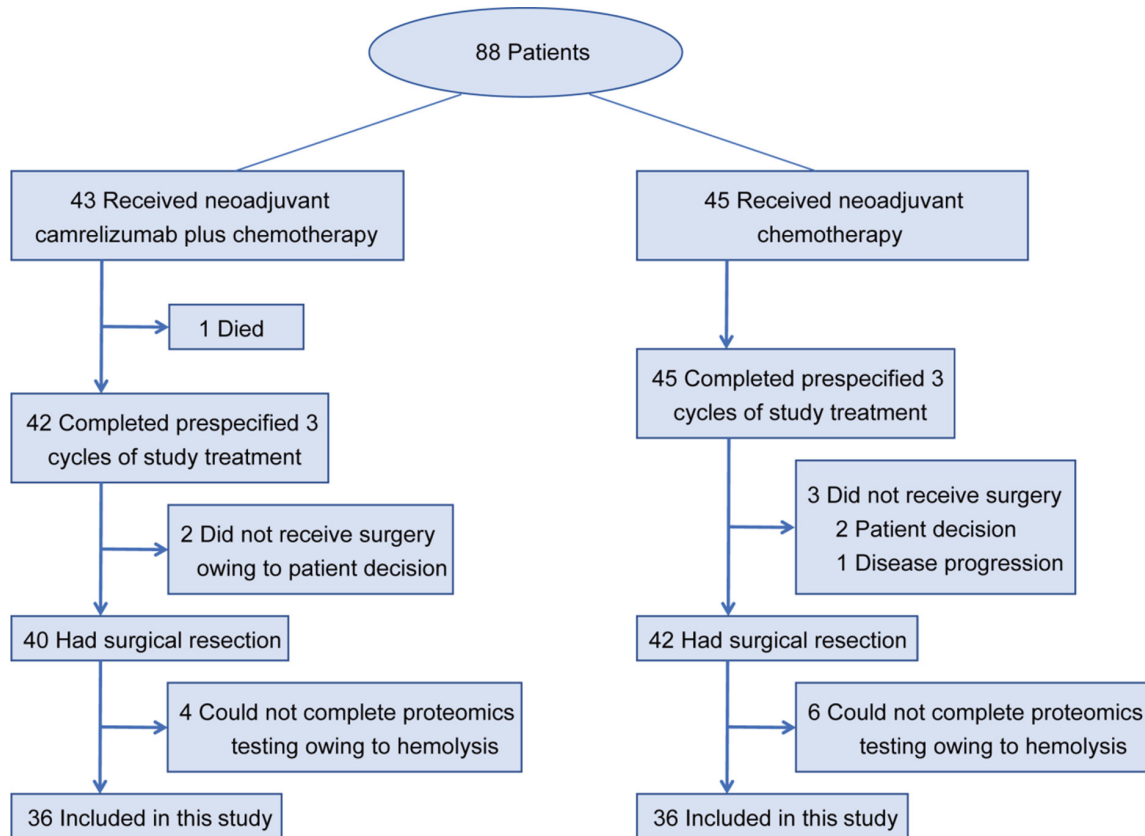 88 Patients
43 Received neoadjuvant
camrelizumab plus chemotherapy
1 Died
42 Completed prespecified 3
cycles of study treatment
2 Did not receive surgery
owing to patient decision
40 Had surgical resection
4 Could not complete proteomics
testing owing to hemolysis
36 Included in this study
45 Received neoadjuvant
chemotherapy
45 Completed prespecified 3
cycles of study treatment
3 Did not receive surgery
2 Patient decision
1 Disease progression
42 Had surgical resection
6 Could not complete proteomics
testing owing to hemolysis
36 Included in this study